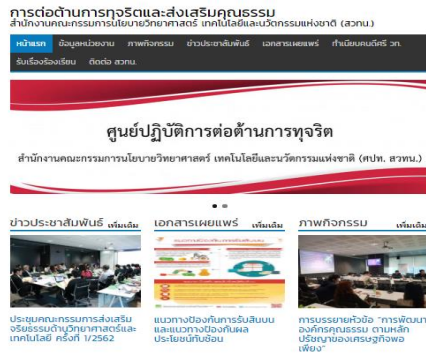 การต่อต้านการทุจริตและส่งเสริมคุณธรรม
สำนักงานคณะกรรมการนโยบายวิทยาศาสตร์ เทคโนโลยีและนวัตกรรมแห่งชาติ (สวทน.)
หน้าแรก ข้อมูลหน่วยงาน ภาพกิจกรรม ข่าวประชาสัมพันธ์ เอกสารเผยแพร่ ทำเนียบคนดีศรี วท.
รับเรื่องร้องเรียน ติดต่อ สวทน.
ศูนย์ปฏิบัติการต่อต้านการทุจริต
สำนักงานคณะกรรมการนโยบายวิทยาศาสตร์ เทคโนโลยีและนวัตกรรมแห่งชาติ (ศปท. สวทน.)
ข่าวประชาสัมพันธ์ เพิ่มเติม
เอกสารเผยแพร่ เพิ่มเติม
ภาพกิจกรรม เพิ่มเติม
ประชุมคณะกรรมการส่งเสริม
จริยธรรมด้านวิทยาศาสตร์และ
เทคโนโลยี ครั้งที่ 1/2562
แนวทางป้องกันการรับสินบน
และแนวทางป้องกันผล
ประโยชน์ทับซ้อน
การบรรยายหัวข้อ "การพัฒนา
องค์กรคุณธรรม ตามหลัก
ปรัชญาของเศรษฐกิจพอ
เพียง"